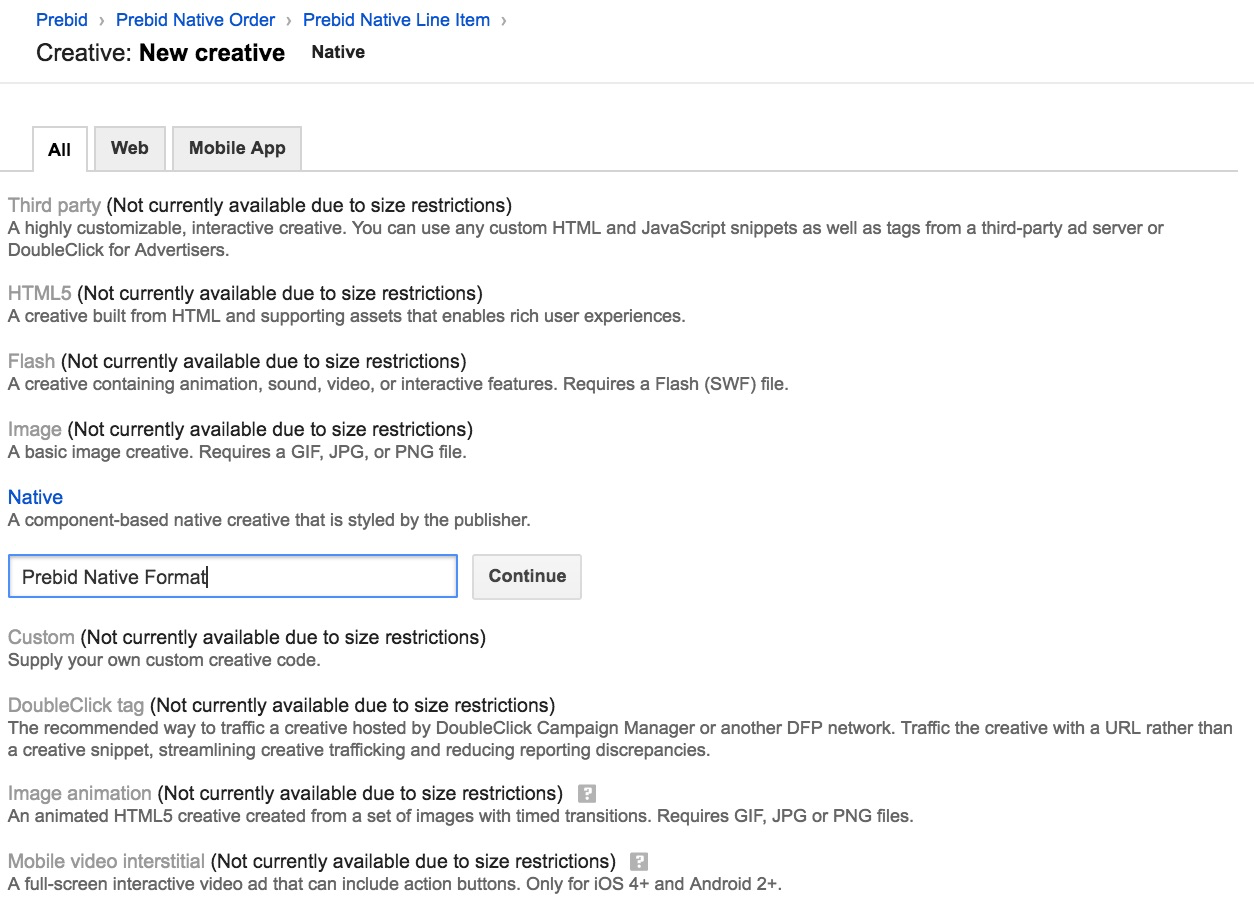 Prebid › Prebid Native Order › Prebid Native Line Item ›
Creative: New creative Native
All Web Mobile App
Third party (Not currently available due to size restrictions)
A highly customizable, interactive creative. You can use any custom HTML and JavaScript snippets as well as tags from a third-party ad server or
DoubleClick for Advertisers.
HTML5 (Not currently available due to size restrictions)
A creative built from HTML and supporting assets that enables rich user experiences.
Flash (Not currently available due to size restrictions)
A creative containing animation, sound, video, or interactive features. Requires a Flash (SWF) file.
Image (Not currently available due to size restrictions)
A basic image creative. Requires a GIF, JPG, or PNG file.
Native
A component-based native creative that is styled by the publisher.
Prebid Native Format Continue
Custom (Not currently available due to size restrictions)
Supply your own custom creative code.
DoubleClick tag (Not currently available due to size restrictions)
The recommended way to traffic a creative hosted by DoubleClick Campaign Manager or another DFP network. Traffic the creative with a URL rather than
a creative snippet, streamlining creative trafficking and reducing reporting discrepancies.
Image animation (Not currently available due to size restrictions) ?
An animated HTML5 creative created from a set of images with timed transitions. Requires GIF, JPG or PNG files.
Mobile video interstitial (Not currently available due to size restrictions) ?
A full-screen interactive video ad that can include action buttons. Only for iOS 4+ and Android 2+.